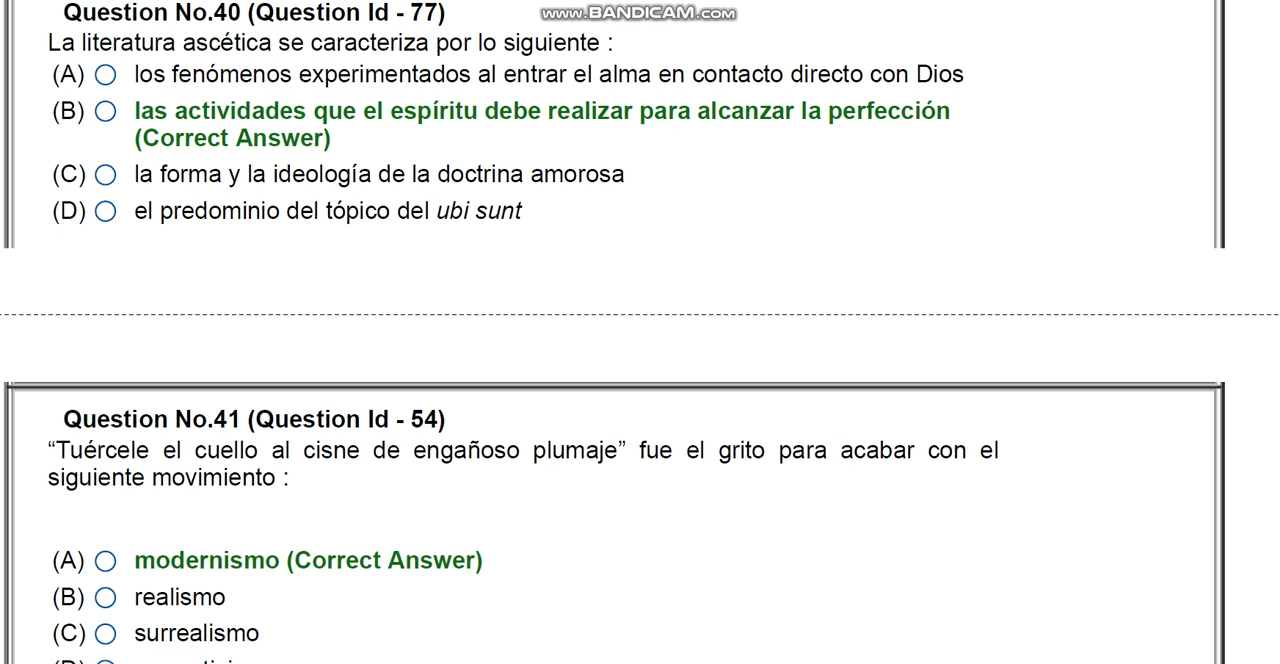 Question No.40 (Question Id - 77)
www.BANDICAM.com
La literatura ascética se caracteriza por lo siguiente :
(A) los fenómenos experimentados al entrar el alma en contacto directo con Dios
(B) las actividades que el espíritu debe realizar para alcanzar la perfección
(Correct Answer)
(C) la forma y la ideología de la doctrina amorosa
(D) el predominio del tópico del ubi sunt
Question No.41 (Question Id - 54)
“Tuércele el cuello al cisne de engañoso plumaje” fue el grito para acabar con el
siguiente movimiento :
(A) modernismo (Correct Answer)
(B) realismo
(C) surrealismo